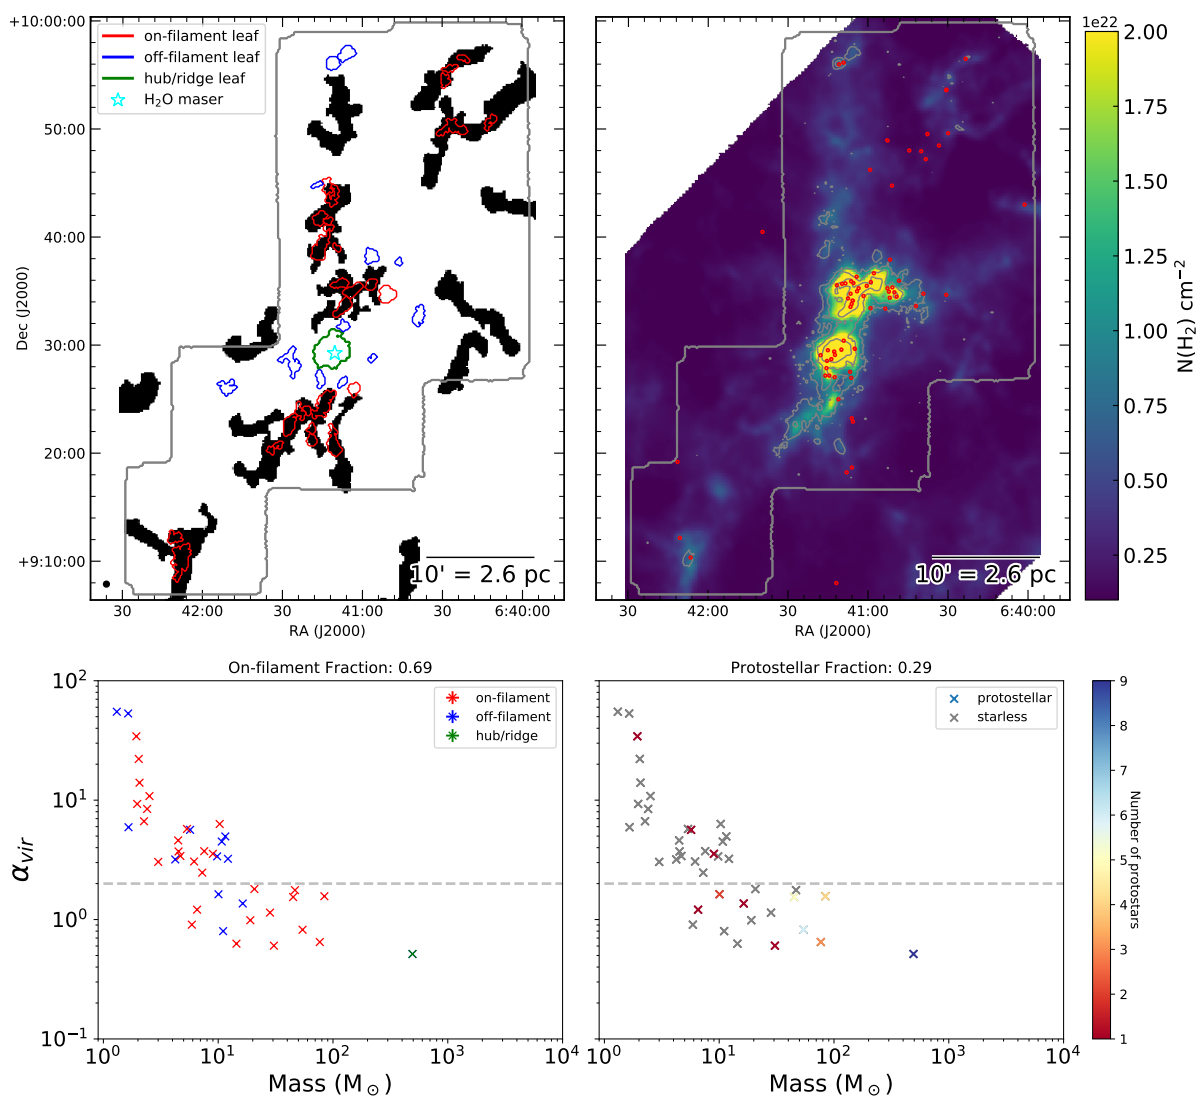 +10:00:00
50:00
40:00
30:00
20:00
+9:10:00
Dec (J2000)
on-filament leaf
off-filament leaf
hub/ridge leaf
H₂O maser
10' = 2.6 pc
30
42:00
30
41:00
30
6:40:00
RA (J2000)
10' = 2.6 pc
30
42:00
30
41:00
30
6:40:00
RA (J2000)
1e22
2.00
1.75
1.50
1.25
1.00
0.75
0.50
0.25
N(H₂) cm⁻²
On-filament Fraction: 0.69
10²
10¹
10⁰
10⁻¹
α_vir
on-filament
off-filament
hub/ridge
10⁰
10¹
10²
10³
10⁴
Mass (M⊙)
Protostellar Fraction: 0.29
protostellar
starless
10⁰
10¹
10²
10³
10⁴
Mass (M⊙)
9
8
7
6
5
4
3
2
1
Number of protostars